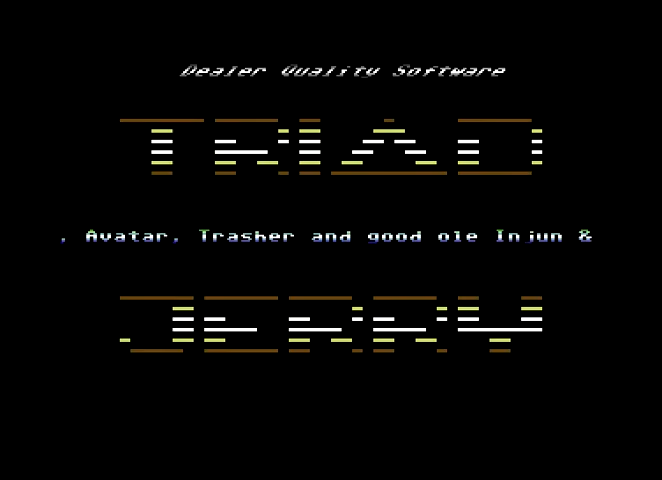 Dealer Quality Software
TRIAD
, Avatar, Trasher and good ole Injun &
JERRY